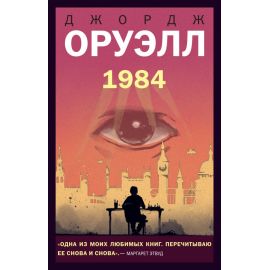 ДЖОРДЖ
ОРУЭЛЛ
1984
«ОДНА ИЗ МОИХ ЛЮБИМЫХ КНИГ. ПЕРЕЧИТЫВАЮ
ЕЕ СНОВА И СНОВА».— МАРГАРЕТ ЭТВУД